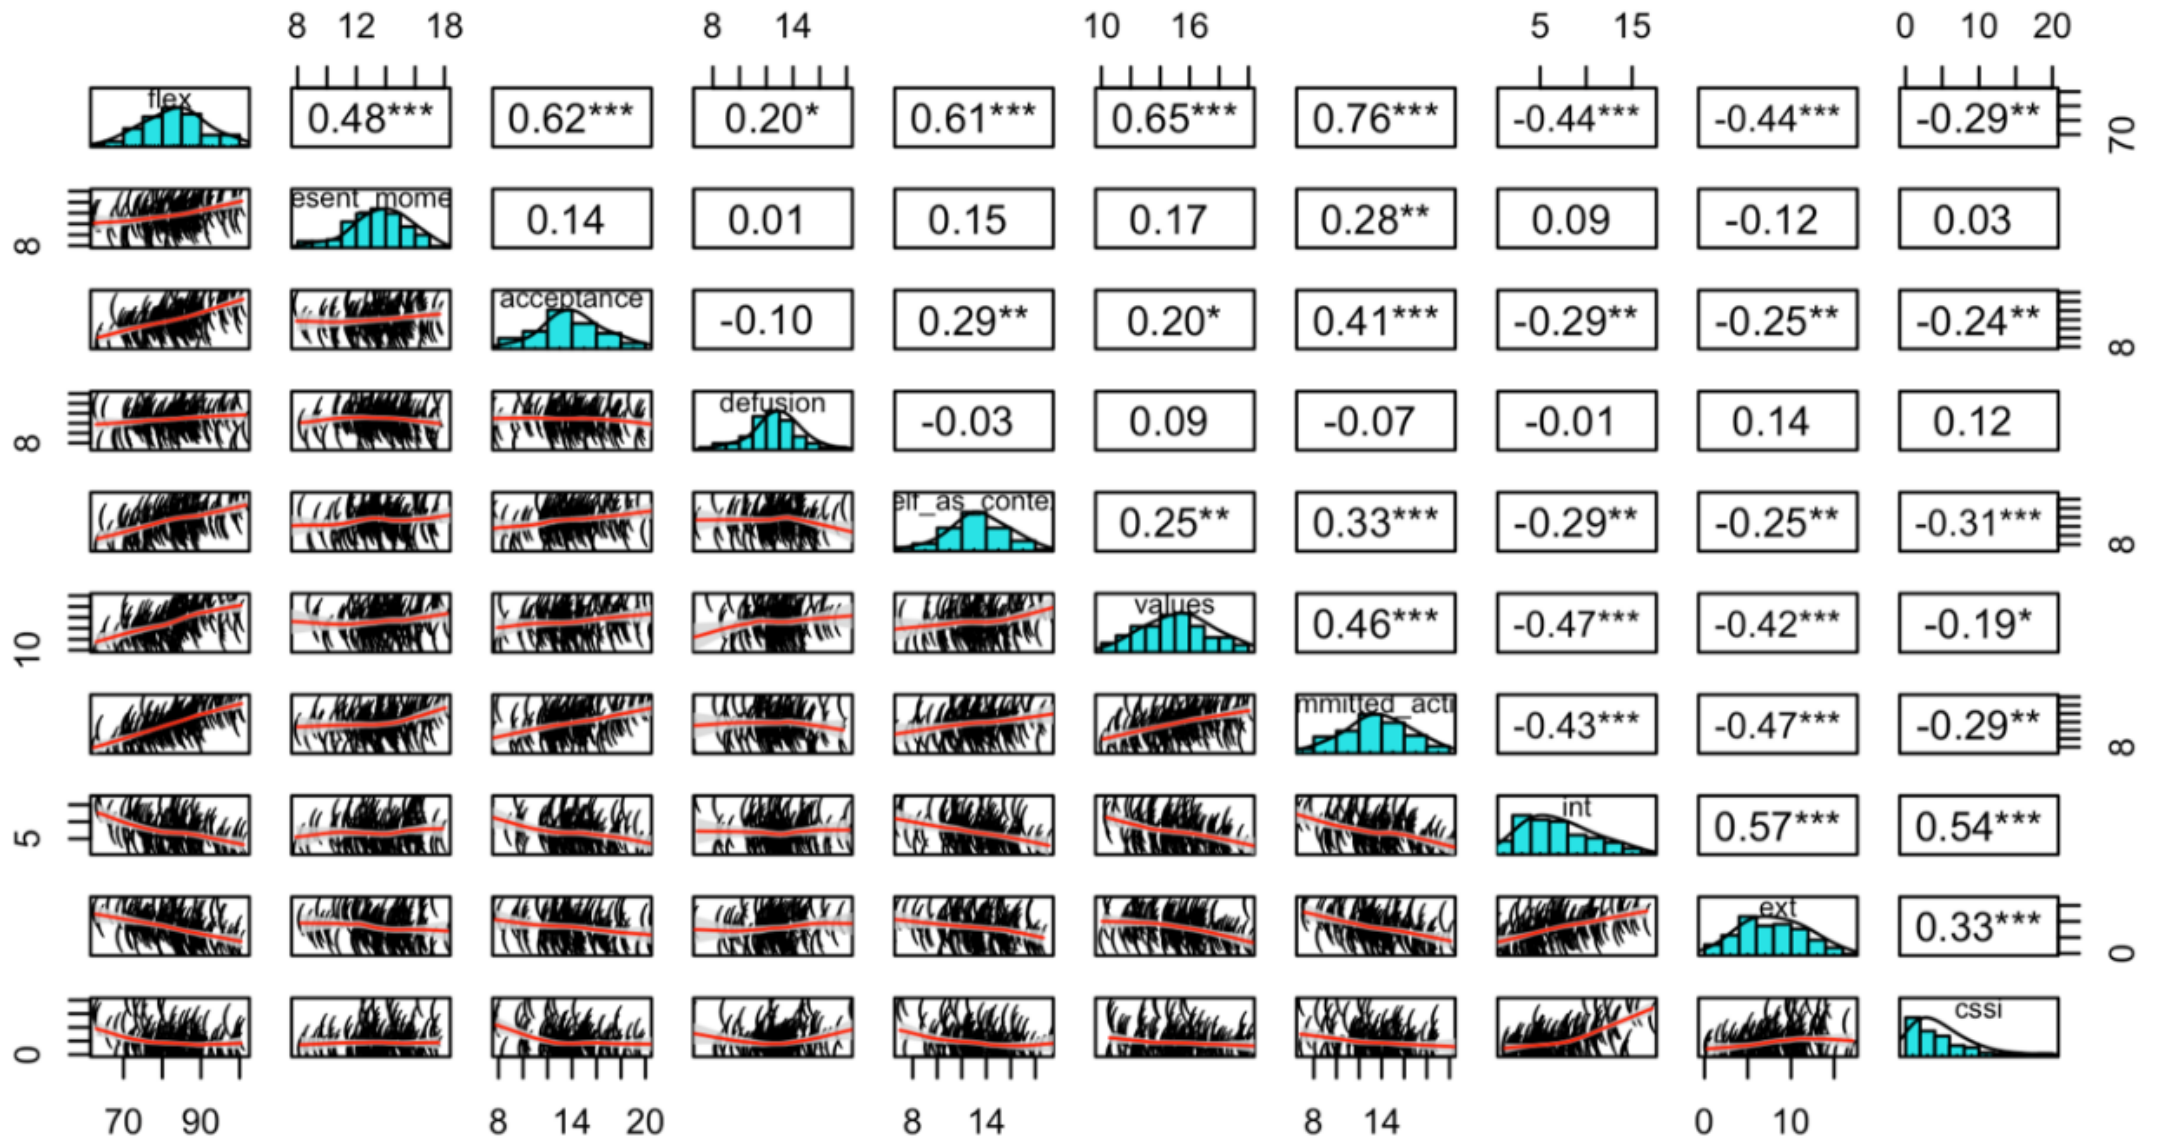 8 12 18 8 14 10 16 5 15 0 10 20
flex 0.48*** 0.62*** 0.20* 0.61*** 0.65*** 0.76*** -0.44*** -0.44*** -0.29** 70
8 esent_mome 0.14 0.01 0.15 0.17 0.28** 0.09 -0.12 0.03
acceptance -0.10 0.29** 0.20* 0.41*** -0.29** -0.25** -0.24** 8
8 defusion -0.03 0.09 -0.07 -0.01 0.14 0.12
elf_as_conte 0.25** 0.33*** -0.29** -0.25** -0.31*** 8
10 values 0.46*** -0.47*** -0.42*** -0.19*
mmitted_acti -0.43*** -0.47*** -0.29** 8
5 int 0.57*** 0.54***
ext 0.33*** 0
0 cssi
70 90 8 14 20 8 14 8 14 0 10